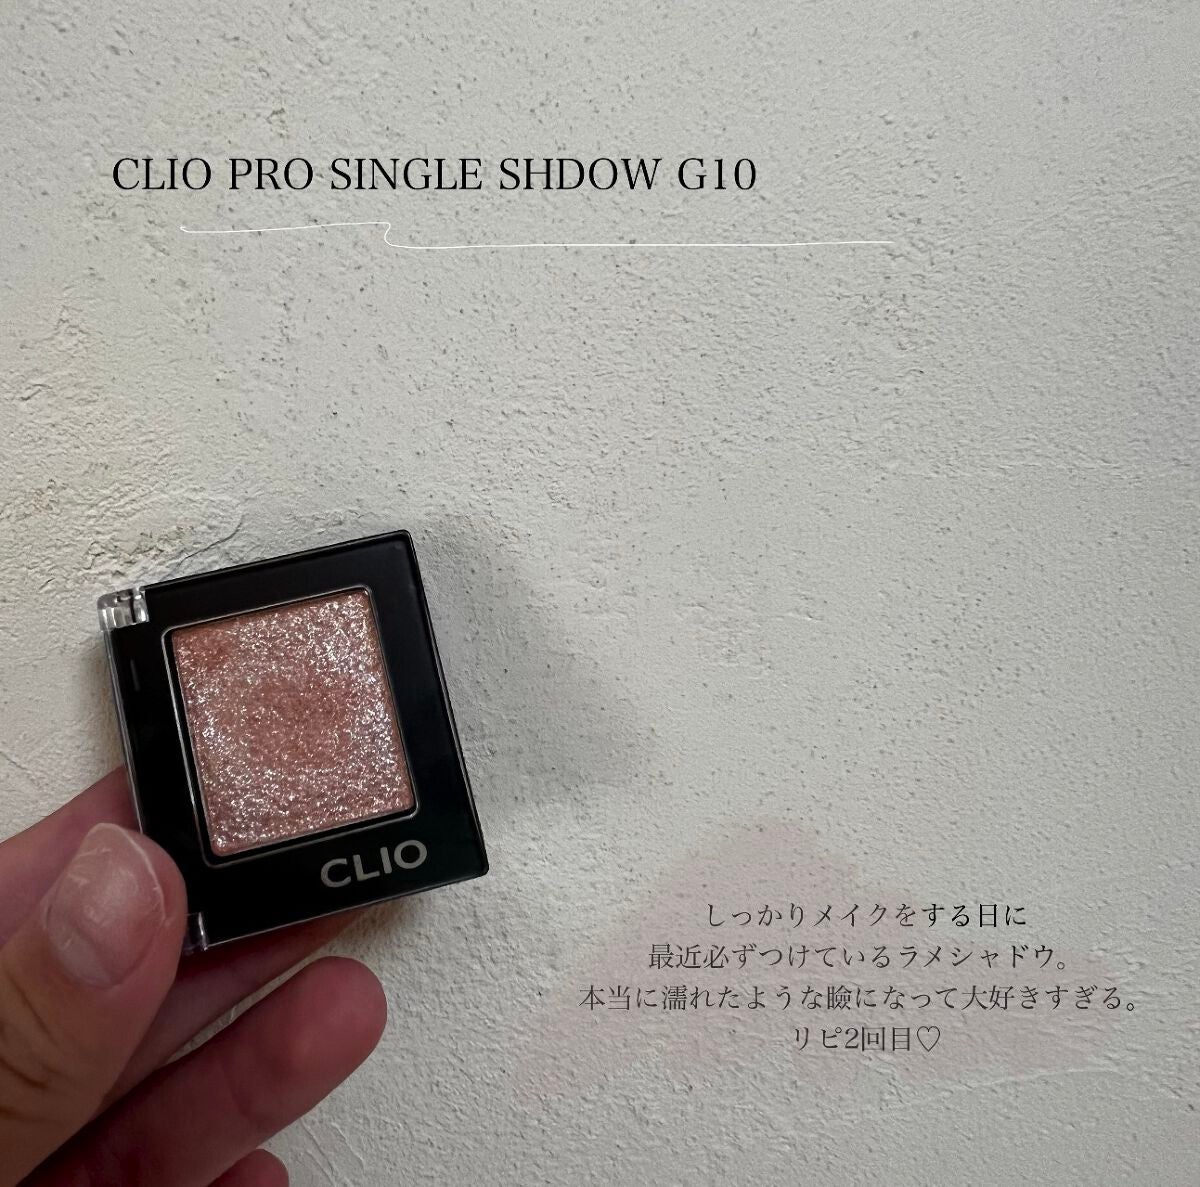 CLIO PRO SINGLE SHDOW G10
CLIO
しっかりメイクをする日に
最近必ずつけているラメシャドウ。
本当に濡れたような瞼になって大好きすぎる。
リピ2回目♡